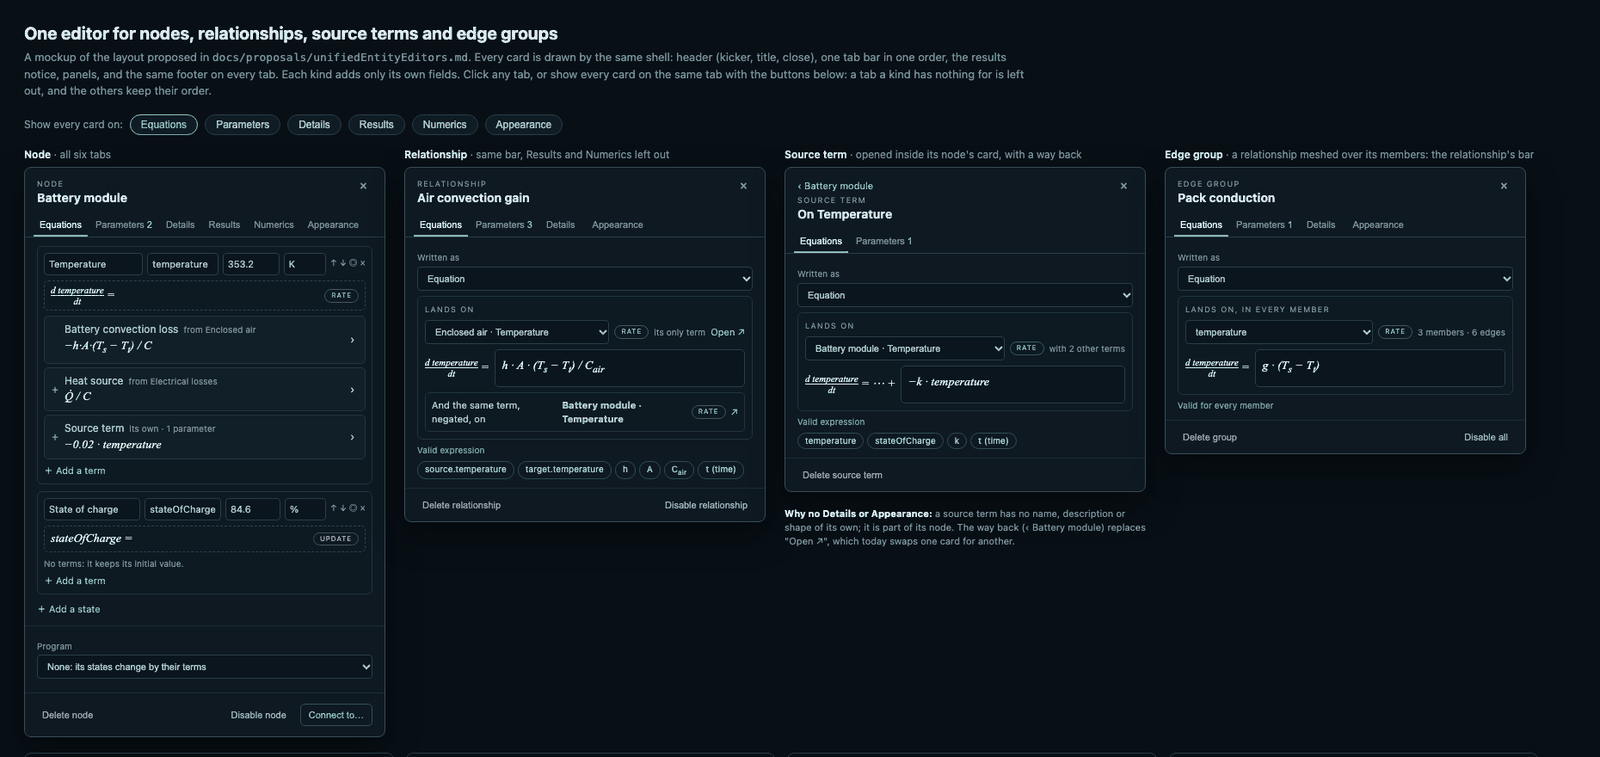 One editor for nodes, relationships, source terms and edge groups
A mockup of the layout proposed in docs/proposals/unifiedEntityEditors.md. Every card is drawn by the same shell: header (kicker, title, close), one tab bar in one order, the results
notice, panels, and the same footer on every tab. Each kind adds only its own fields. Click any tab, or show every card on the same tab with the buttons below: a tab a kind has nothing for is left
out, and the others keep their order.
Show every card on: Equations Parameters Details Results Numerics Appearance
Node · all six tabs
NODE ×
Battery module
Equations Parameters 2 Details Results Numerics Appearance
Temperature temperature 353.2 K ↑ ↓ ◎ ×
d temperature / dt = RATE
Battery convection loss from Enclosed air
−h·A·(Ts − Tt) / C ›
+ Heat source from Electrical losses
Q̇ / C ›
+ Source term its own · 1 parameter
−0.02 · temperature ›
+ Add a term
State of charge stateOfCharge 84.6 % ↑ ↓ ◎ ×
stateOfCharge = UPDATE
No terms: it keeps its initial value.
+ Add a term
+ Add a state
Program
None: its states change by their terms
Delete node Disable node Connect to...
Relationship · same bar, Results and Numerics left out
RELATIONSHIP ×
Air convection gain
Equations Parameters 3 Details Appearance
Written as
Equation
LANDS ON
Enclosed air · Temperature RATE its only term Open ↗
d temperature / dt = h · A · (Ts − Tt) / Cair
And the same term, negated, on
Battery module · Temperature RATE ↗
Valid expression
source.temperature target.temperature h A Cair t (time)
Delete relationship Disable relationship
Source term · opened inside its node's card, with a way back
‹ Battery module ×
SOURCE TERM
On Temperature
Equations Parameters 1
Written as
Equation
LANDS ON
Battery module · Temperature RATE with 2 other terms
d temperature / dt = ··· + −k · temperature
Valid expression
temperature stateOfCharge k t (time)
Delete source term
Why no Details or Appearance: a source term has no name, description or
shape of its own; it is part of its node. The way back (‹ Battery module) replaces
"Open ↗", which today swaps one card for another.
Edge group · a relationship meshed over its members: the relationship's bar
EDGE GROUP ×
Pack conduction
Equations Parameters 1 Details Appearance
Written as
Equation
LANDS ON, IN EVERY MEMBER
temperature RATE 3 members · 6 edges
d temperature / dt = g · (Ts − Tt)
Valid for every member
Delete group Disable all